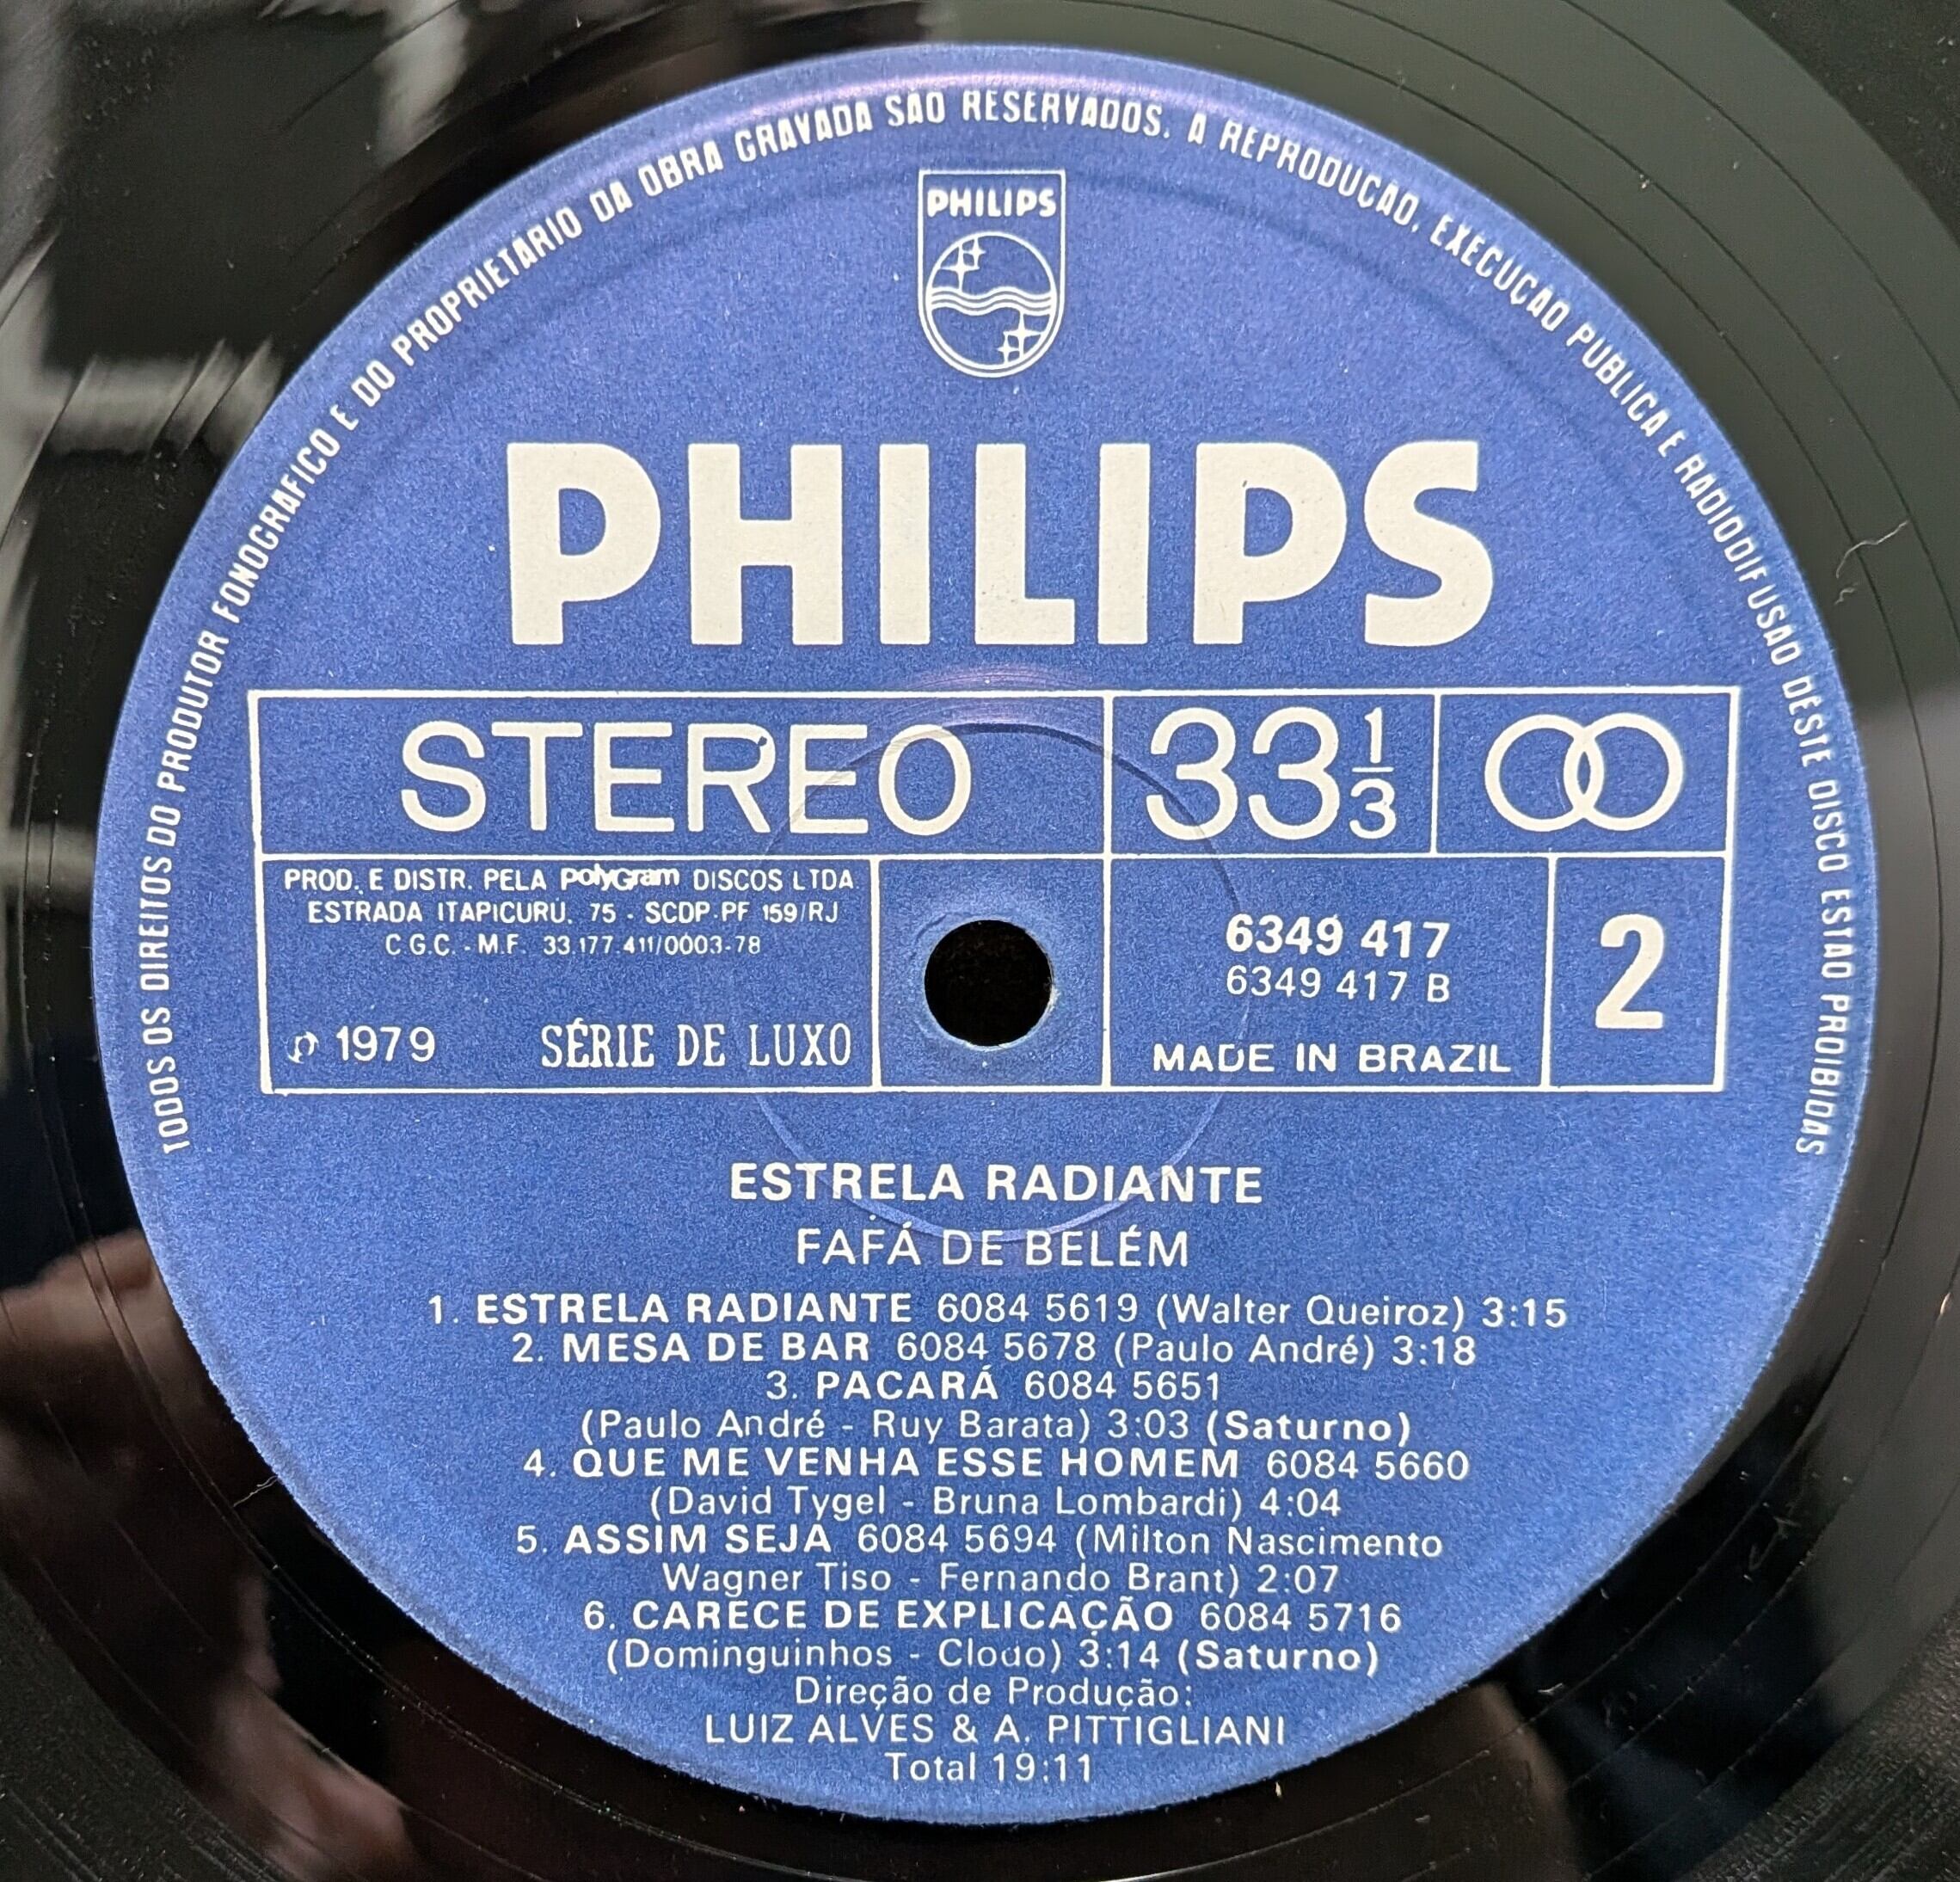 TODOS OS DIREITOS DO PRODUTOR FONOGRAFICO E DO PROPRIETARIO DA OBRA GRAVADA SAO RESERVADOS. A REPRODUÇAO, EXECUÇAO PUBLICA E RADIODIFUSAO DESTE DISCO ESTAO PROIBIDAS
PHILIPS
PHILIPS
STEREO
33 1/3
PROD. E DISTR. PELA PolyGram DISCOS LTDA
ESTRADA ITAPICURÚ, 75 - SCDP-PF 159/RJ
C.G.C. - M.F. 33.177.411/0003-78
℗ 1979 SÉRIE DE LUXO
6349 417
6349 417 B
MADE IN BRAZIL
2
ESTRELA RADIANTE
FAFÁ DE BELÉM
1. ESTRELA RADIANTE 6084 5619 (Walter Queiroz) 3:15
2. MESA DE BAR 6084 5678 (Paulo André) 3:18
3. PACARÁ 6084 5651
(Paulo André - Ruy Barata) 3:03 (Saturno)
4. QUE ME VENHA ESSE HOMEM 6084 5660
(David Tygel - Bruna Lombardi) 4:04
5. ASSIM SEJA 6084 5694 (Milton Nascimento
Wagner Tiso - Fernando Brant) 2:07
6. CARECE DE EXPLICAÇÃO 6084 5716
(Dominguinhos - Clodo) 3:14 (Saturno)
Direção de Produção:
LUIZ ALVES & A. PITTIGLIANI
Total 19:11